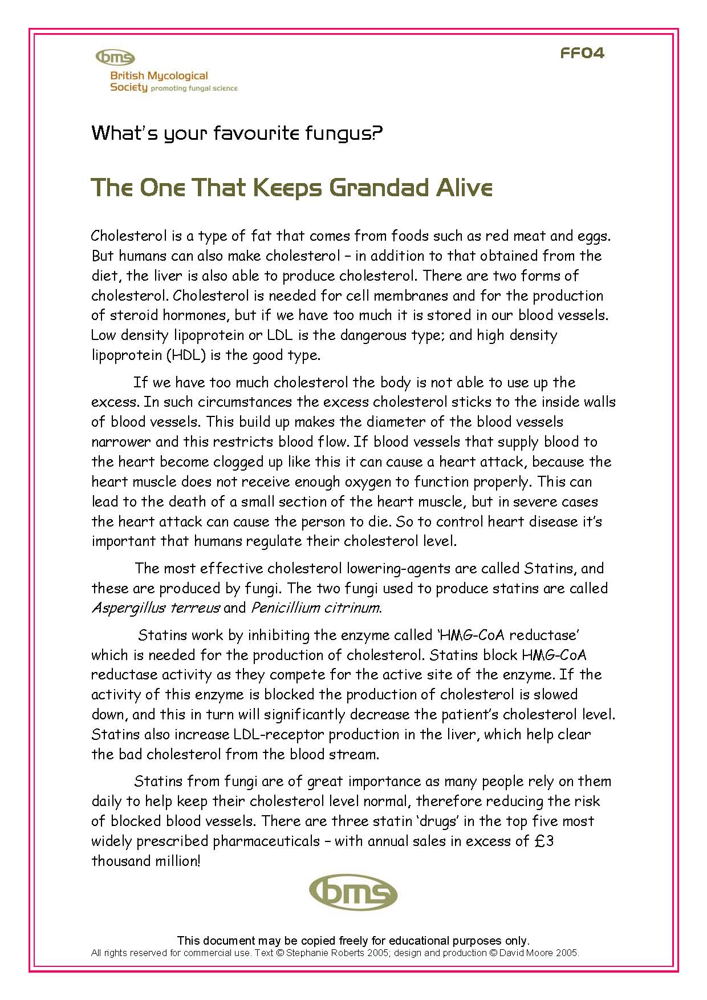 bms
FF04
British Mycological
Society promoting fungal science
What's your favourite fungus?
The One That Keeps Grandad Alive
Cholesterol is a type of fat that comes from foods such as red meat and eggs.
But humans can also make cholesterol – in addition to that obtained from the
diet, the liver is also able to produce cholesterol. There are two forms of
cholesterol. Cholesterol is needed for cell membranes and for the production
of steroid hormones, but if we have too much it is stored in our blood vessels.
Low density lipoprotein or LDL is the dangerous type; and high density
lipoprotein (HDL) is the good type.
If we have too much cholesterol the body is not able to use up the
excess. In such circumstances the excess cholesterol sticks to the inside walls
of blood vessels. This build up makes the diameter of the blood vessels
narrower and this restricts blood flow. If blood vessels that supply blood to
the heart become clogged up like this it can cause a heart attack, because the
heart muscle does not receive enough oxygen to function properly. This can
lead to the death of a small section of the heart muscle, but in severe cases
the heart attack can cause the person to die. So to control heart disease it's
important that humans regulate their cholesterol level.
The most effective cholesterol lowering-agents are called Statins, and
these are produced by fungi. The two fungi used to produce statins are called
Aspergillus terreus and Penicillium citrinum.
Statins work by inhibiting the enzyme called 'HMG-CoA reductase'
which is needed for the production of cholesterol. Statins block HMG-CoA
reductase activity as they compete for the active site of the enzyme. If the
activity of this enzyme is blocked the production of cholesterol is slowed
down, and this in turn will significantly decrease the patient's cholesterol level.
Statins also increase LDL-receptor production in the liver, which help clear
the bad cholesterol from the blood stream.
Statins from fungi are of great importance as many people rely on them
daily to help keep their cholesterol level normal, therefore reducing the risk
of blocked blood vessels. There are three statin 'drugs' in the top five most
widely prescribed pharmaceuticals – with annual sales in excess of £3
thousand million!
bms
This document may be copied freely for educational purposes only.
All rights reserved for commercial use. Text © Stephanie Roberts 2005; design and production © David Moore 2005.